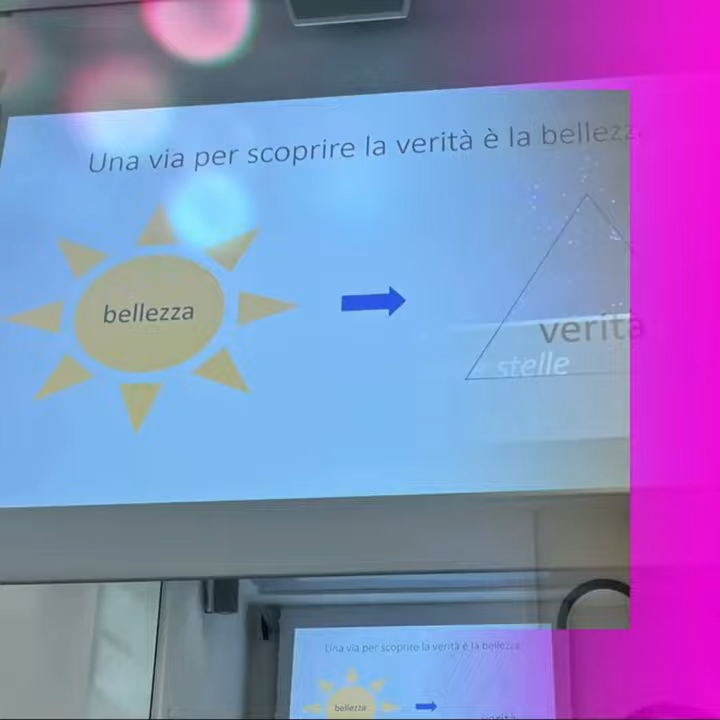 Una via per scoprire la verità è la bellezz
bellezza
verità
stelle
Una via per scoprire la verità è la bellezza
bellezza
verità